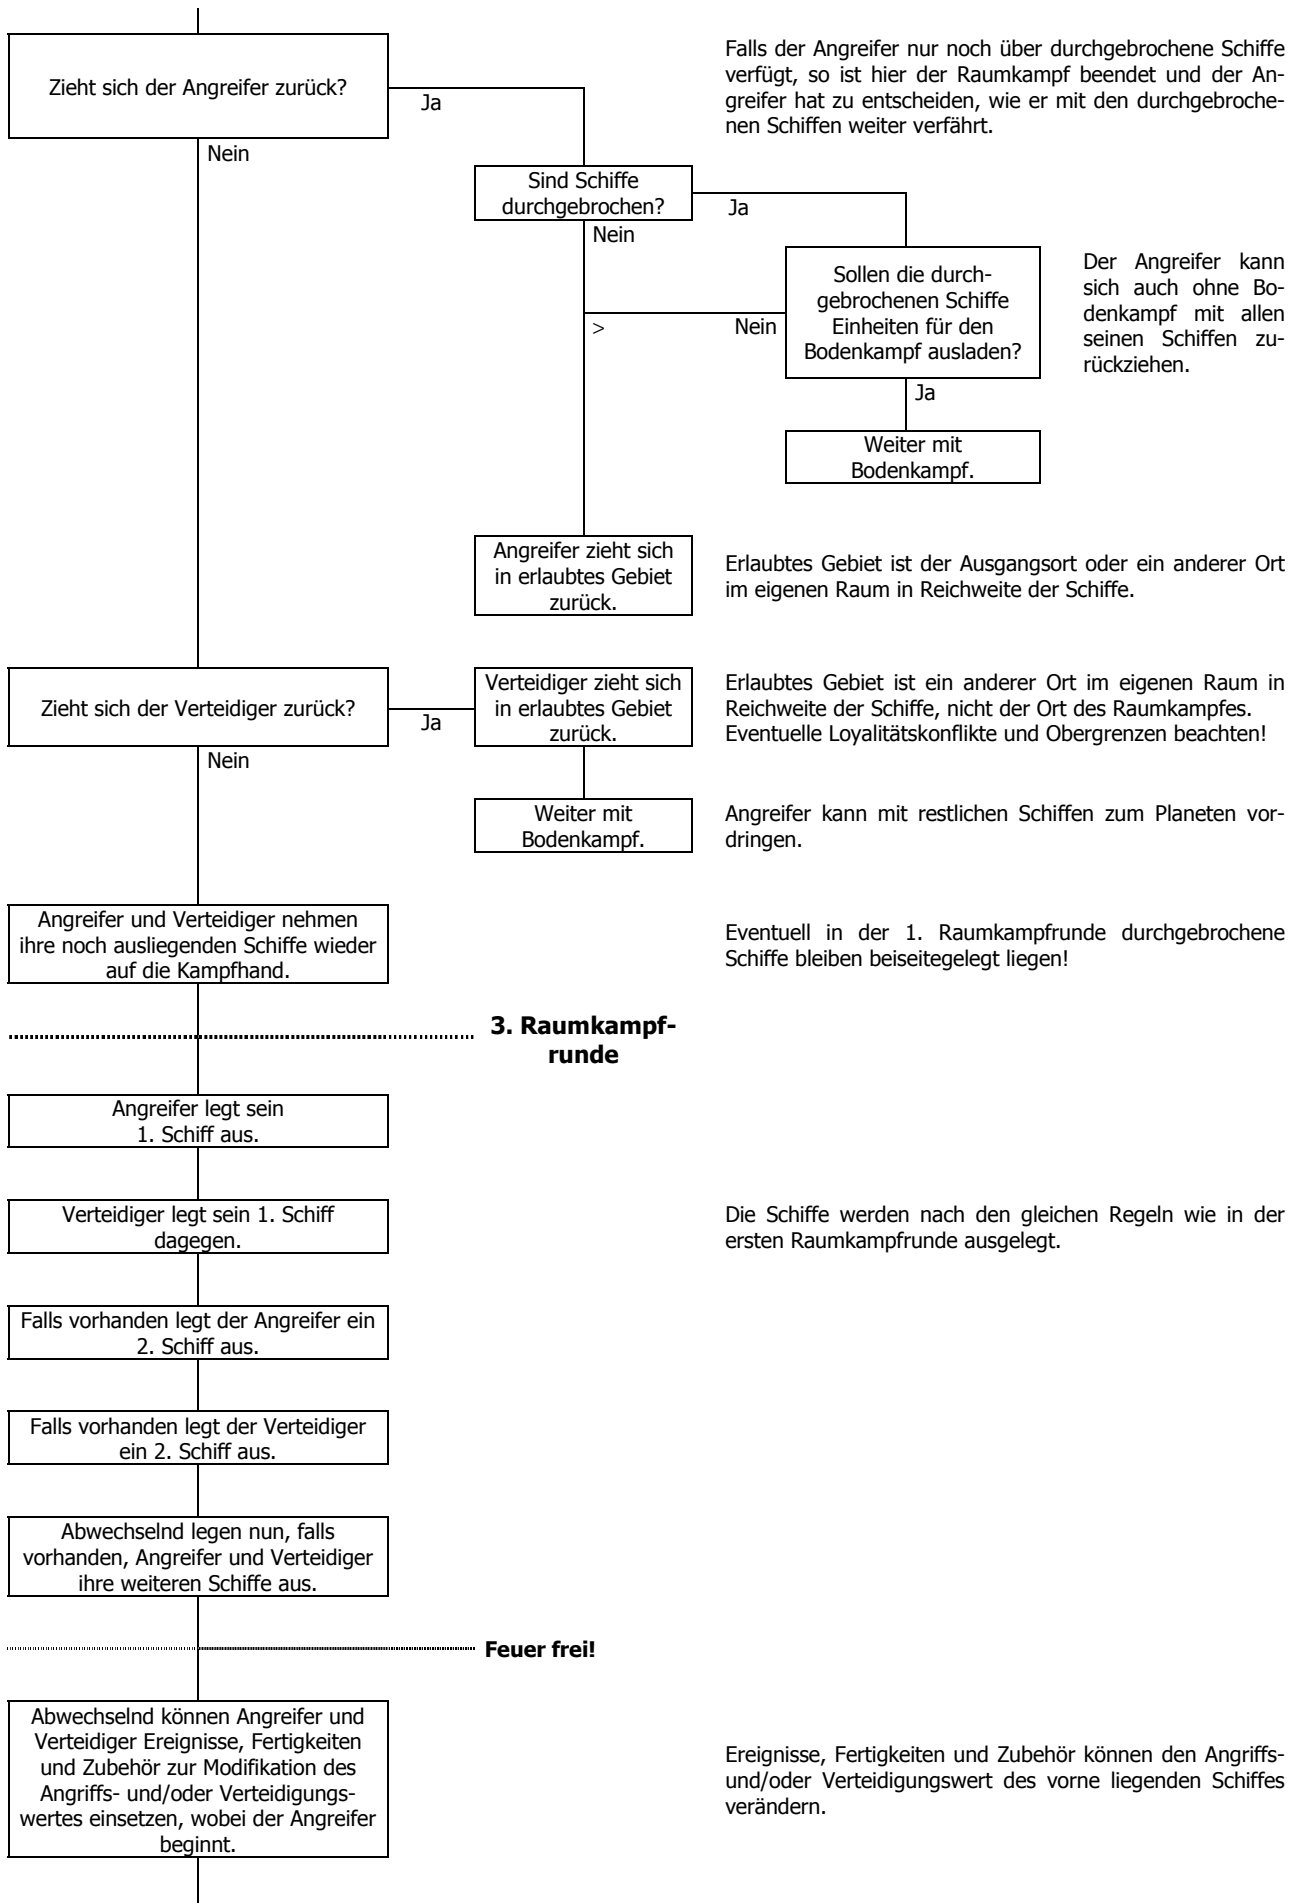 Zieht sich der Angreifer zurück?
Ja
Nein
Falls der Angreifer nur noch über durchgebrochene Schiffe
verfügt, so ist hier der Raumkampf beendet und der An-
greifer hat zu entscheiden, wie er mit den durchgebroche-
nen Schiffen weiter verfährt.
Sind Schiffe
durchgebrochen?
Ja
Nein
Sollen die durch-
gebrochenen Schiffe
Einheiten für den
Bodenkampf ausladen?
>
Nein
Ja
Der Angreifer kann
sich auch ohne Bo-
denkampf mit allen
seinen Schiffen zu-
rückziehen.
Weiter mit
Bodenkampf.
Angreifer zieht sich
in erlaubtes Gebiet
zurück.
Erlaubtes Gebiet ist der Ausgangsort oder ein anderer Ort
im eigenen Raum in Reichweite der Schiffe.
Zieht sich der Verteidiger zurück?
Ja
Nein
Verteidiger zieht sich
in erlaubtes Gebiet
zurück.
Erlaubtes Gebiet ist ein anderer Ort im eigenen Raum in
Reichweite der Schiffe, nicht der Ort des Raumkampfes.
Eventuelle Loyalitätskonflikte und Obergrenzen beachten!
Weiter mit
Bodenkampf.
Angreifer kann mit restlichen Schiffen zum Planeten vor-
dringen.
Angreifer und Verteidiger nehmen
ihre noch ausliegenden Schiffe wieder
auf die Kampfhand.
Eventuell in der 1. Raumkampfrunde durchgebrochene
Schiffe bleiben beiseitegelegt liegen!
3. Raumkampf-
runde
Angreifer legt sein
1. Schiff aus.
Verteidiger legt sein 1. Schiff
dagegen.
Die Schiffe werden nach den gleichen Regeln wie in der
ersten Raumkampfrunde ausgelegt.
Falls vorhanden legt der Angreifer ein
2. Schiff aus.
Falls vorhanden legt der Verteidiger
ein 2. Schiff aus.
Abwechselnd legen nun, falls
vorhanden, Angreifer und Verteidiger
ihre weiteren Schiffe aus.
Feuer frei!
Abwechselnd können Angreifer und
Verteidiger Ereignisse, Fertigkeiten
und Zubehör zur Modifikation des
Angriffs- und/oder Verteidigungs-
wertes einsetzen, wobei der Angreifer
beginnt.
Ereignisse, Fertigkeiten und Zubehör können den Angriffs-
und/oder Verteidigungswert des vorne liegenden Schiffes
verändern.